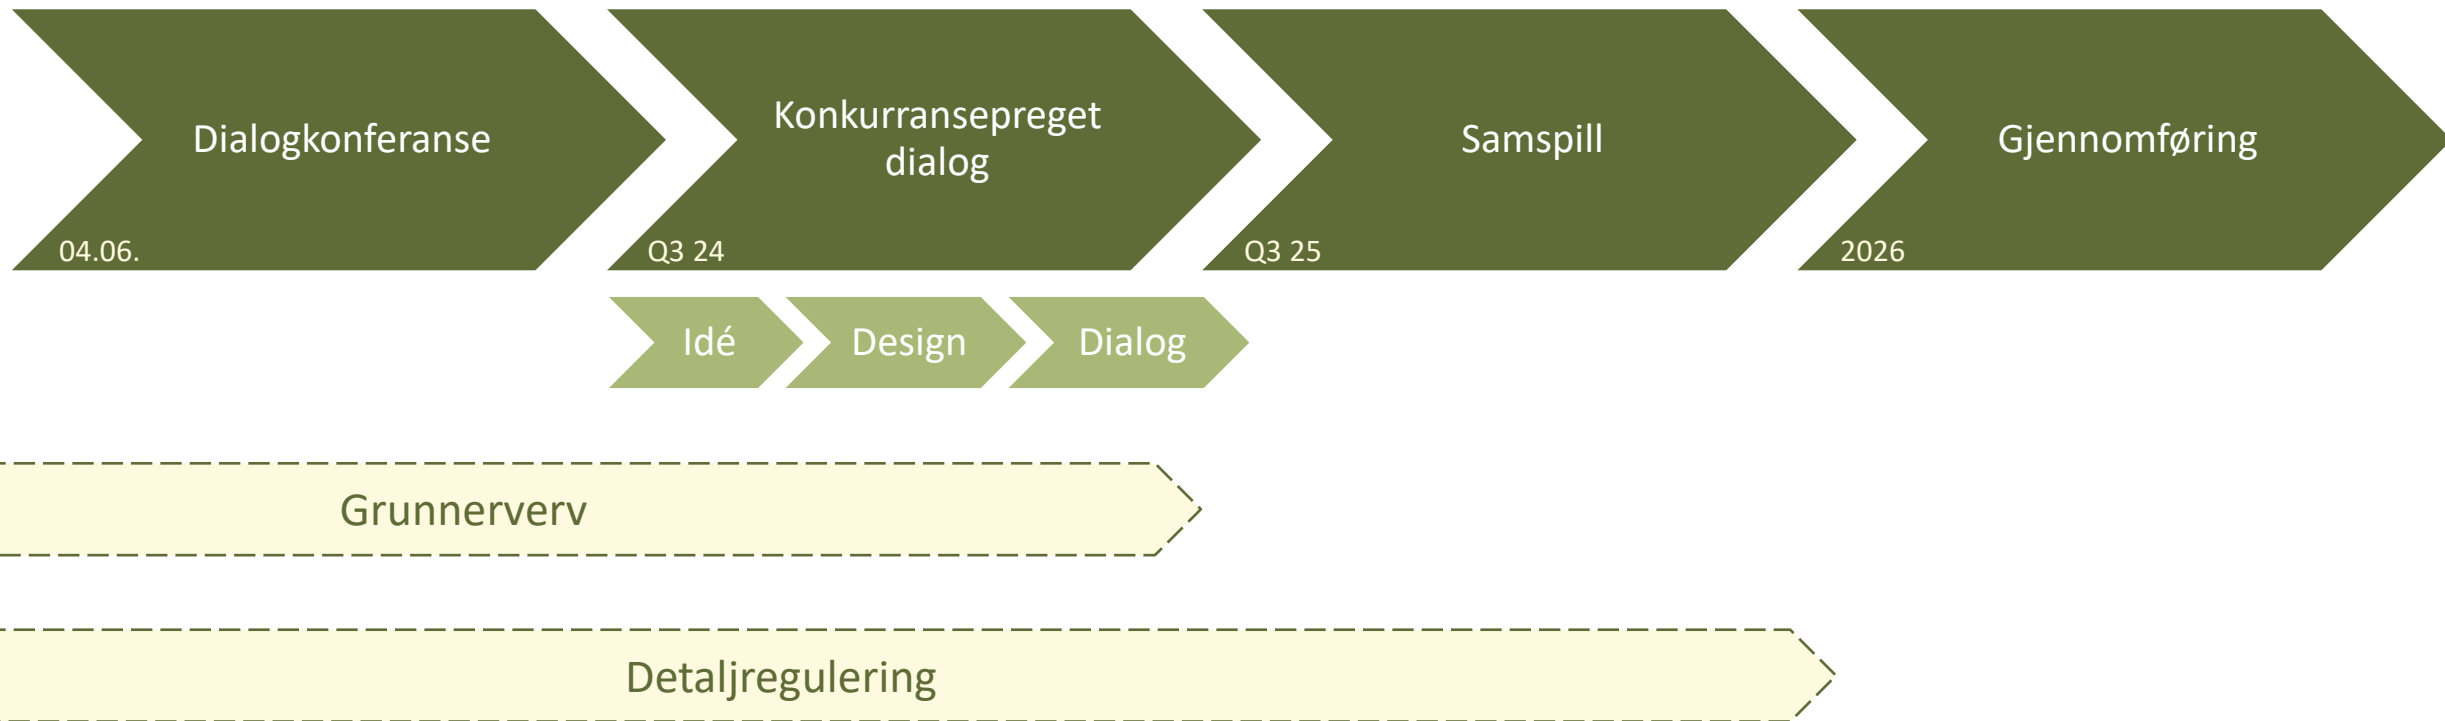 Dialogkonferanse
04.06.
Konkurransepreget
dialog
Q3 24
Samspill
Q3 25
Gjennomføring
2026
Idé
Design
Dialog
Grunnerverv
Detaljregulering